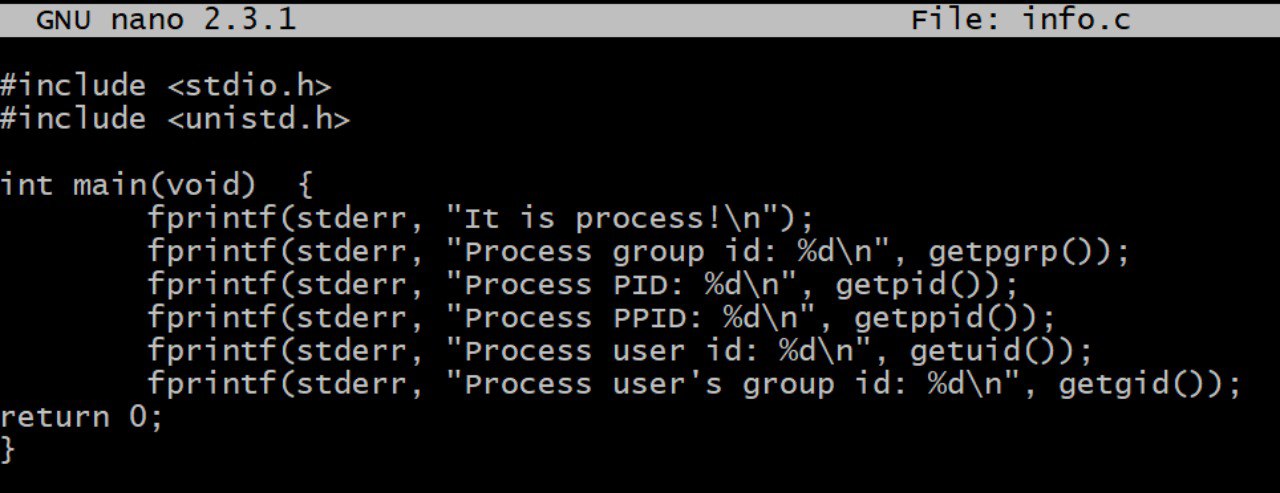 GNU nano 2.3.1 File: info.c
#include <stdio.h>
#include <unistd.h>
int main(void)  {
        fprintf(stderr, "It is process!\n");
        fprintf(stderr, "Process group id: %d\n", getpgrp());
        fprintf(stderr, "Process PID: %d\n", getpid());
        fprintf(stderr, "Process PPID: %d\n", getppid());
        fprintf(stderr, "Process user id: %d\n", getuid());
        fprintf(stderr, "Process user's group id: %d\n", getgid());
return 0;
}